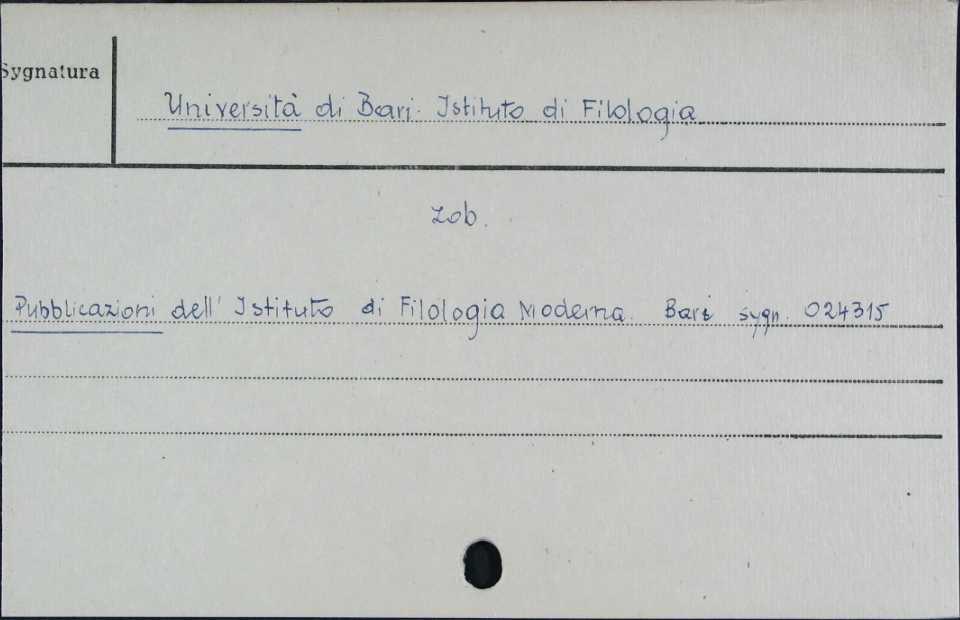 Sygnatura
Università di Bari. Istituto di Filologia
zob.
Pubblicazioni dell' Istituto di Filologia Moderna. Bari sygn. 024315